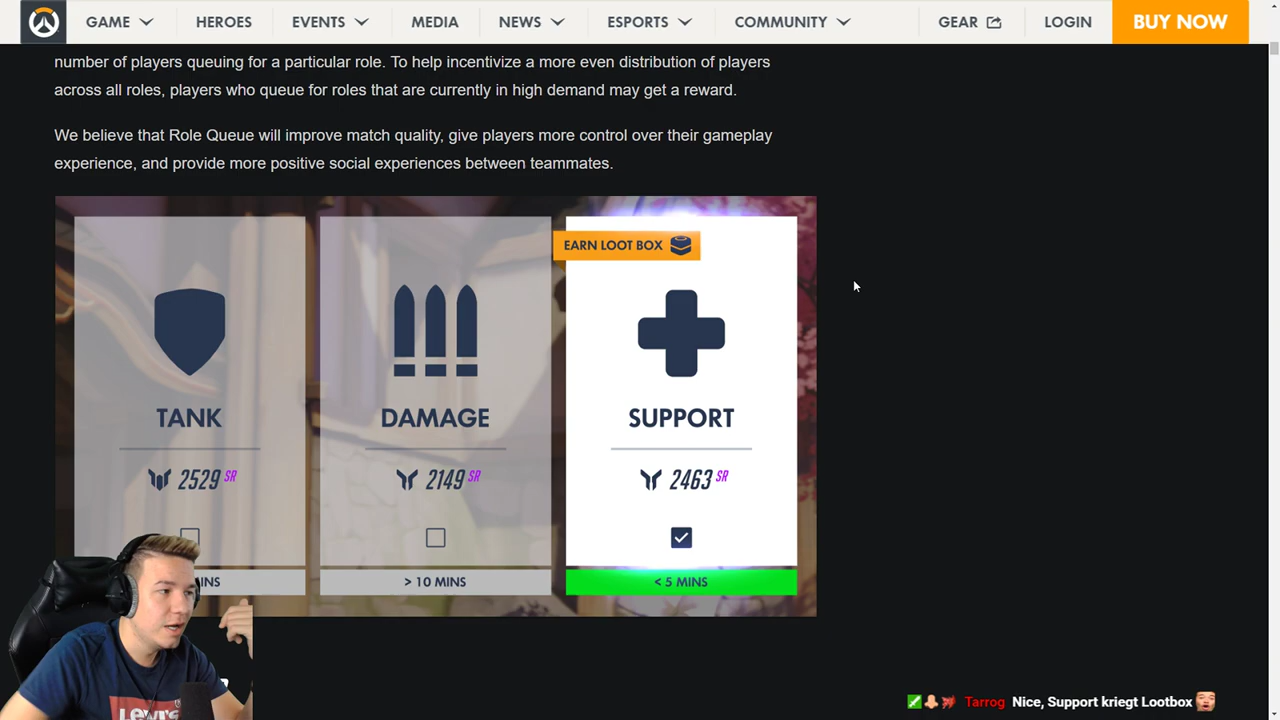 GAME
HEROES
EVENTS
MEDIA
NEWS
ESPORTS
COMMUNITY
GEAR
LOGIN
BUY NOW
number of players queuing for a particular role. To help incentivize a more even distribution of players
across all roles, players who queue for roles that are currently in high demand may get a reward.
We believe that Role Queue will improve match quality, give players more control over their gameplay
experience, and provide more positive social experiences between teammates.
EARN LOOT BOX
TANK
DAMAGE
SUPPORT
2529 SR
2149 SR
2463 SR
> 10 MINS
< 5 MINS
Levi's
Tarrog Nice, Support kriegt Lootbox